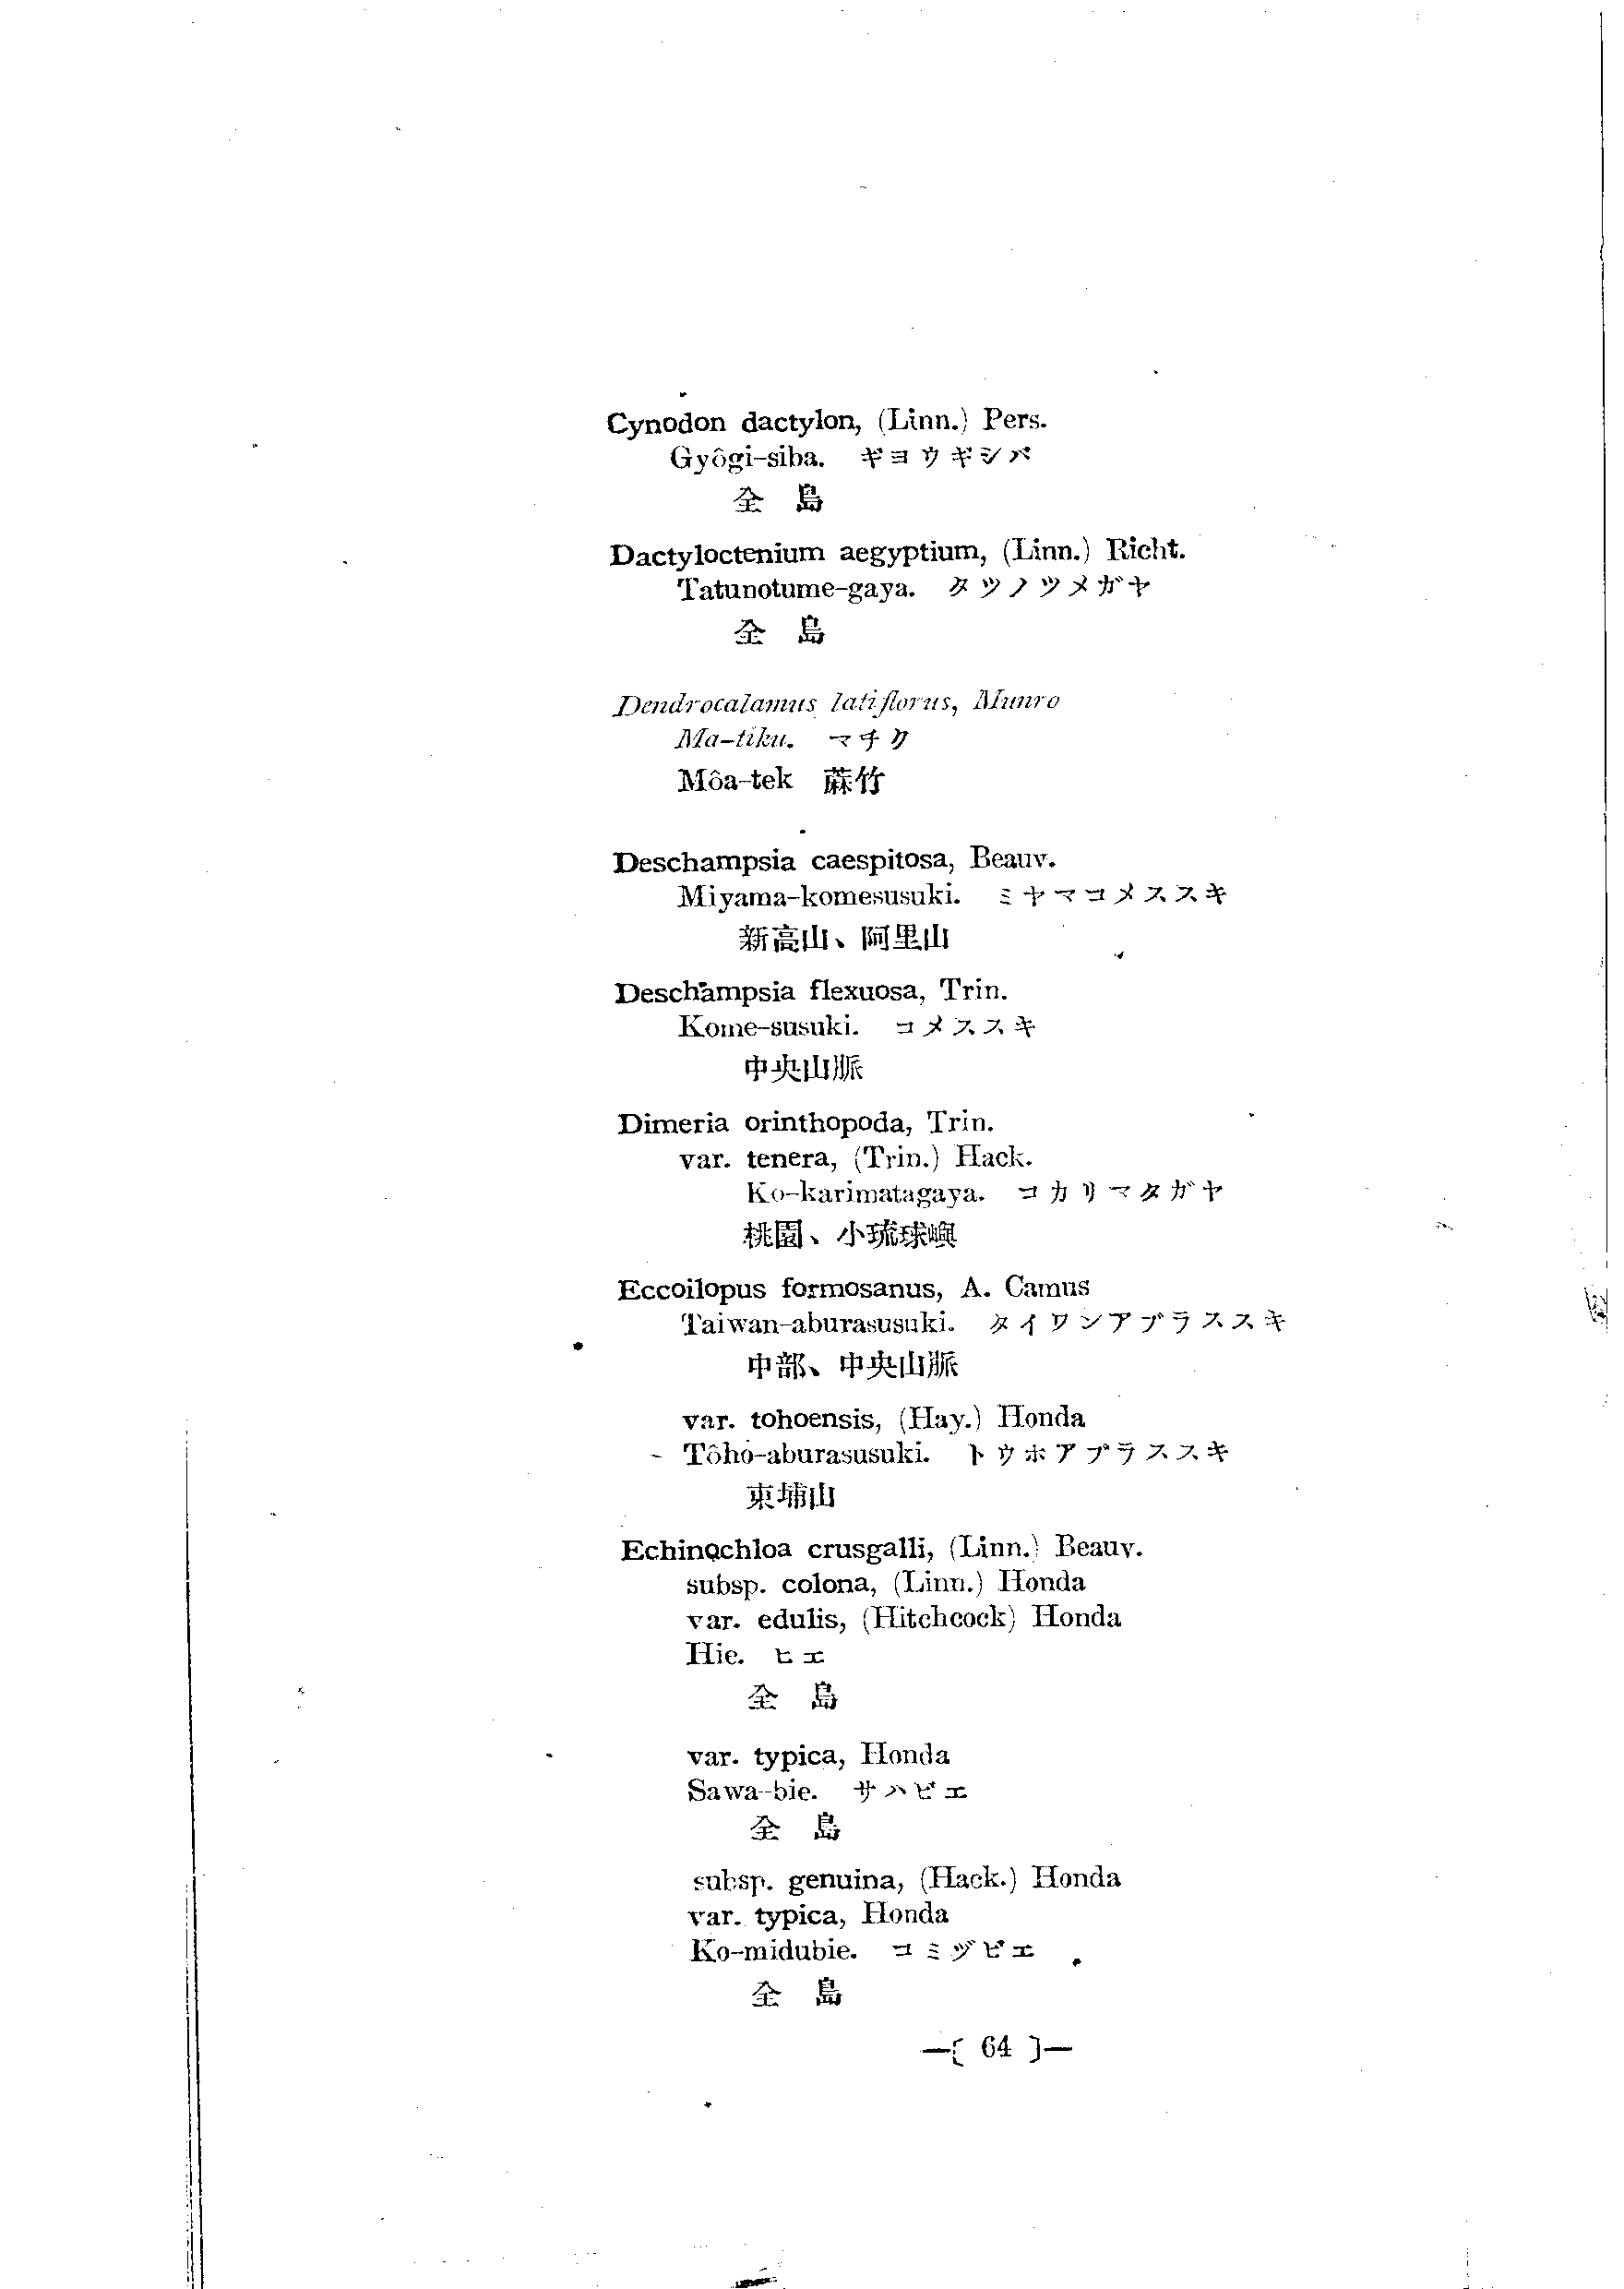 Cynodon dactylon, (Linn.) Pers.
Gyôgi-siba. ギヨウギシバ
全島
Dactyloctenium aegyptium, (Linn.) Richt.
Tatunotume-gaya. タツノツメガヤ
全島
Dendrocalamus latiflorus, Munro
Ma-tiku. マチク
Môa-tek 蔴竹
Deschampsia caespitosa, Beauv.
Miyama-komesusuki. ミヤマコメススキ
新高山、阿里山
Deschampsia flexuosa, Trin.
Kome-susuki. コメススキ
中央山脈
Dimeria orinthopoda, Trin.
var. tenera, (Trin.) Hack.
Ko-karimatagaya. コカリマタガヤ
桃園、小琉球嶼
Eccoilopus formosanus, A. Camus
Taiwan-aburasusuki. タイワンアブラススキ
中部、中央山脈
var. tohoensis, (Hay.) Honda
Tôho-aburasusuki. トウホアブラススキ
東埔山
Echinochloa crusgalli, (Linn.) Beauv.
subsp. colona, (Linn.) Honda
var. edulis, (Hitchcock) Honda
Hie. ヒエ
全島
var. typica, Honda
Sawa-bie. サハビエ
全島
subsp. genuina, (Hack.) Honda
var. typica, Honda
Ko-midubie. コミヅビエ
全島
—[ 64 ]—